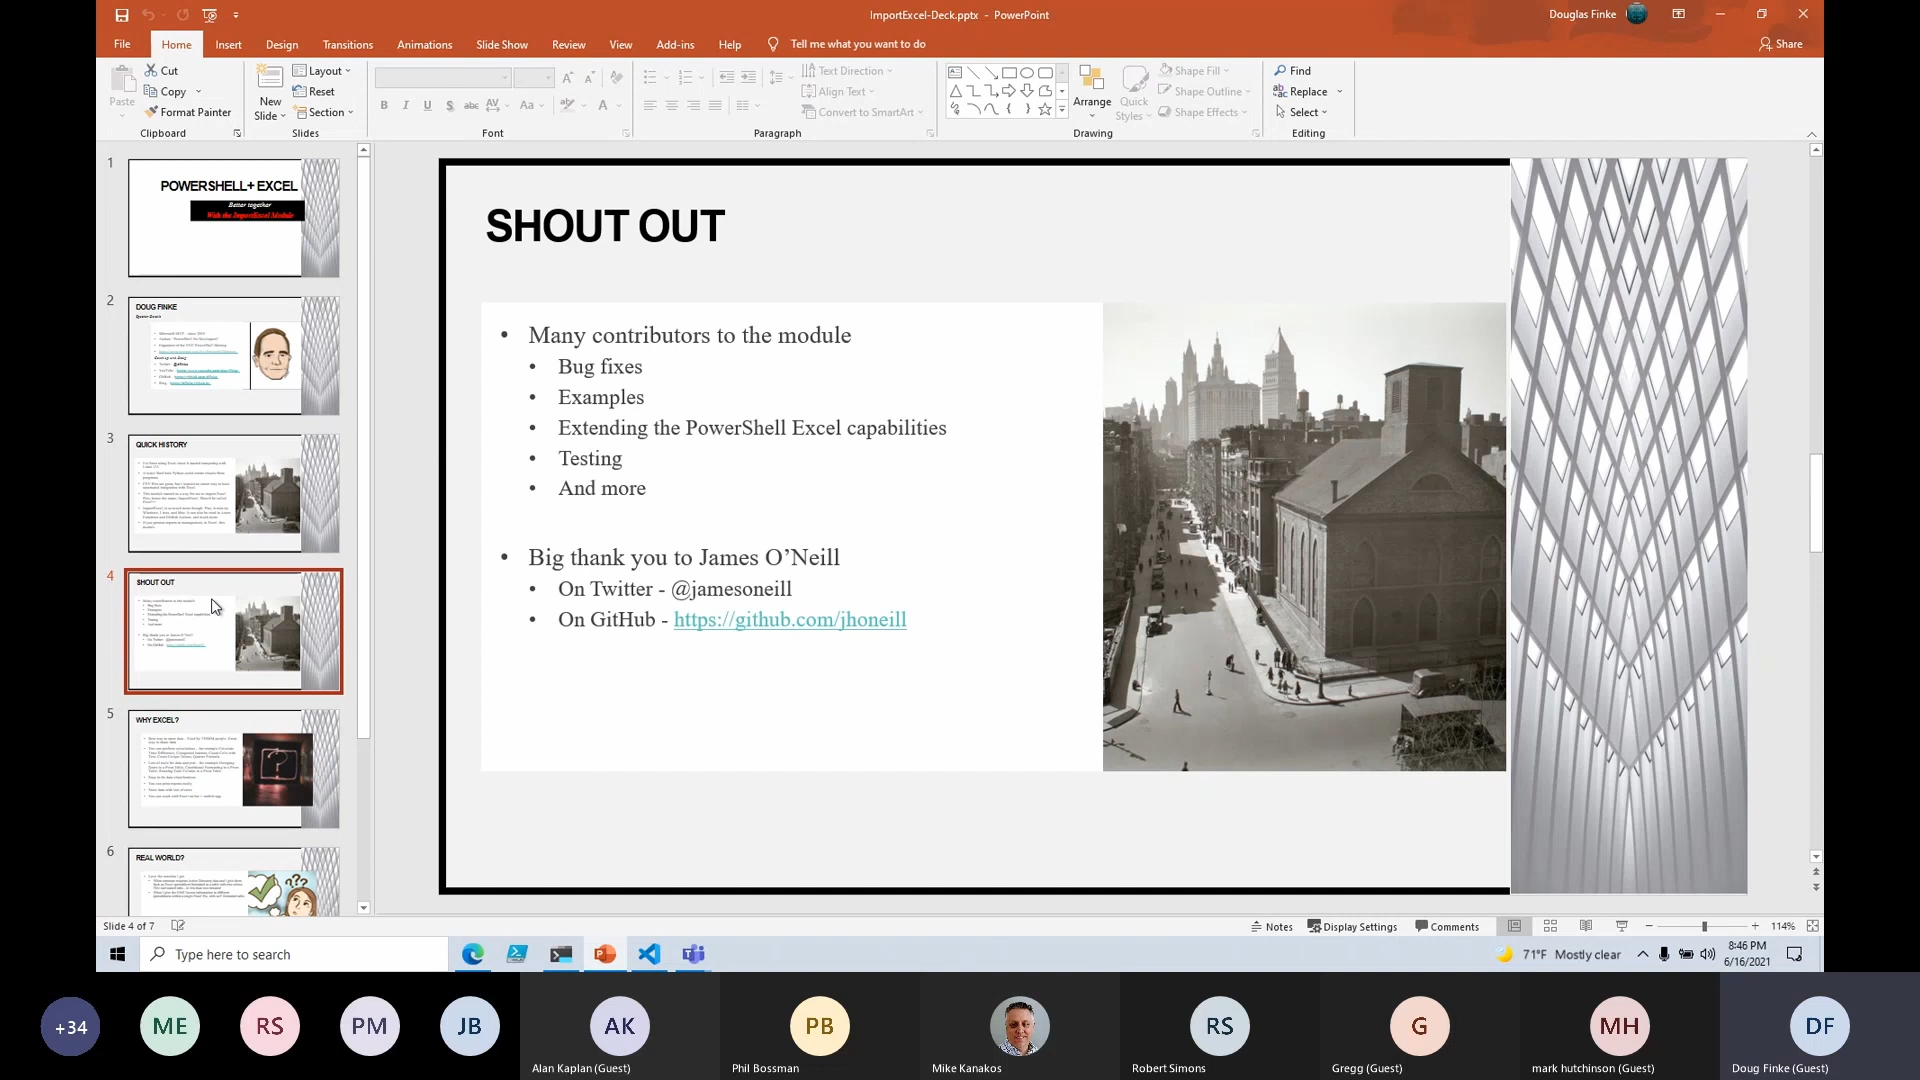 ImportExcel-Deck.pptx - PowerPoint
Douglas Finke
File
Home
Insert
Design
Transitions
Animations
Slide Show
Review
View
Add-ins
Help
Tell me what you want to do
Share
Paste
Cut
Copy
Format Painter
Clipboard
New
Slide
Layout
Reset
Section
Slides
Font
Text Direction
Align Text
Convert to SmartArt
Paragraph
Arrange
Quick
Styles
Shape Fill
Shape Outline
Shape Effects
Drawing
Find
Replace
Select
Editing
1
POWERSHELL+ EXCEL
Better together
With the ImportExcel Module
2
DOUG FINKE
3
QUICK HISTORY
4
SHOUT OUT
5
WHY EXCEL?
6
REAL WORLD?
SHOUT OUT
• Many contributors to the module
• Bug fixes
• Examples
• Extending the PowerShell Excel capabilities
• Testing
• And more
• Big thank you to James O’Neill
• On Twitter - @jamesoneill
• On GitHub - https://github.com/jhoneill
Slide 4 of 7
Notes
Display Settings
Comments
114%
Type here to search
71°F Mostly clear
8:46 PM
6/16/2021
+34
ME
RS
PM
JB
AK
Alan Kaplan (Guest)
PB
Phil Bossman
Mike Kanakos
RS
Robert Simons
G
Gregg (Guest)
MH
mark hutchinson (Guest)
DF
Doug Finke (Guest)